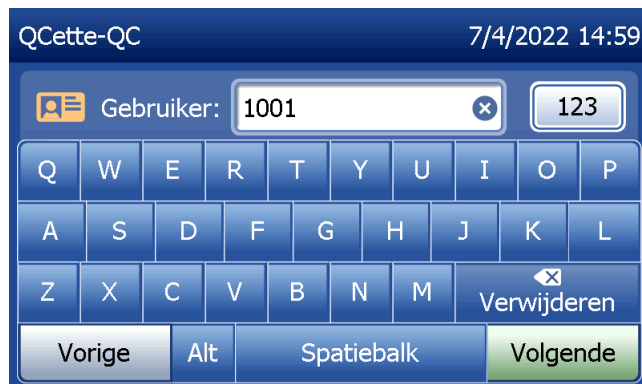 QCette-QC 7/4/2022 14:59
Gebruiker: 1001 123
Q W E R T Y U I O P
A S D F G H J K L
Z X C V B N M Verwijderen
Vorige Alt Spatiebalk Volgende